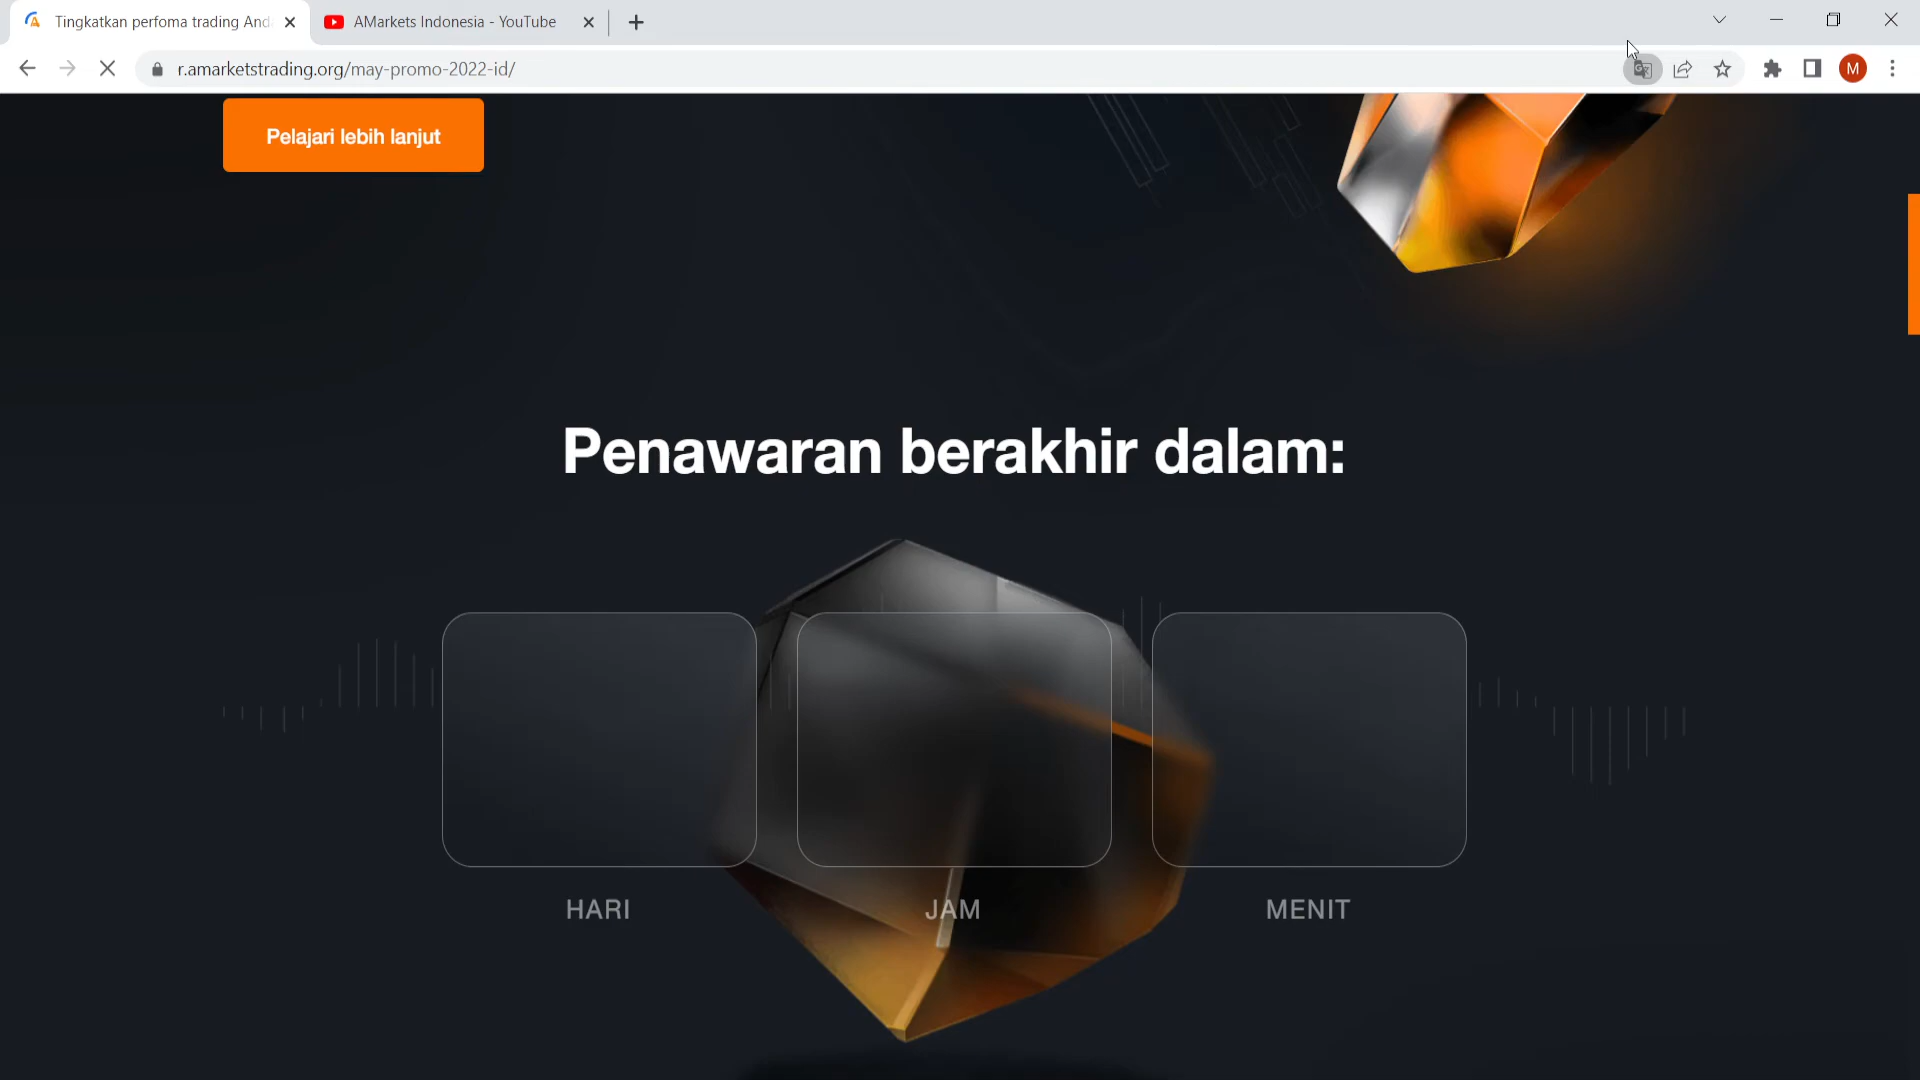 Tingkatkan perfoma trading And
AMarkets Indonesia - YouTube
r.amarketstrading.org/may-promo-2022-id/
M
Pelajari lebih lanjut
Penawaran berakhir dalam:
HARI
JAM
MENIT